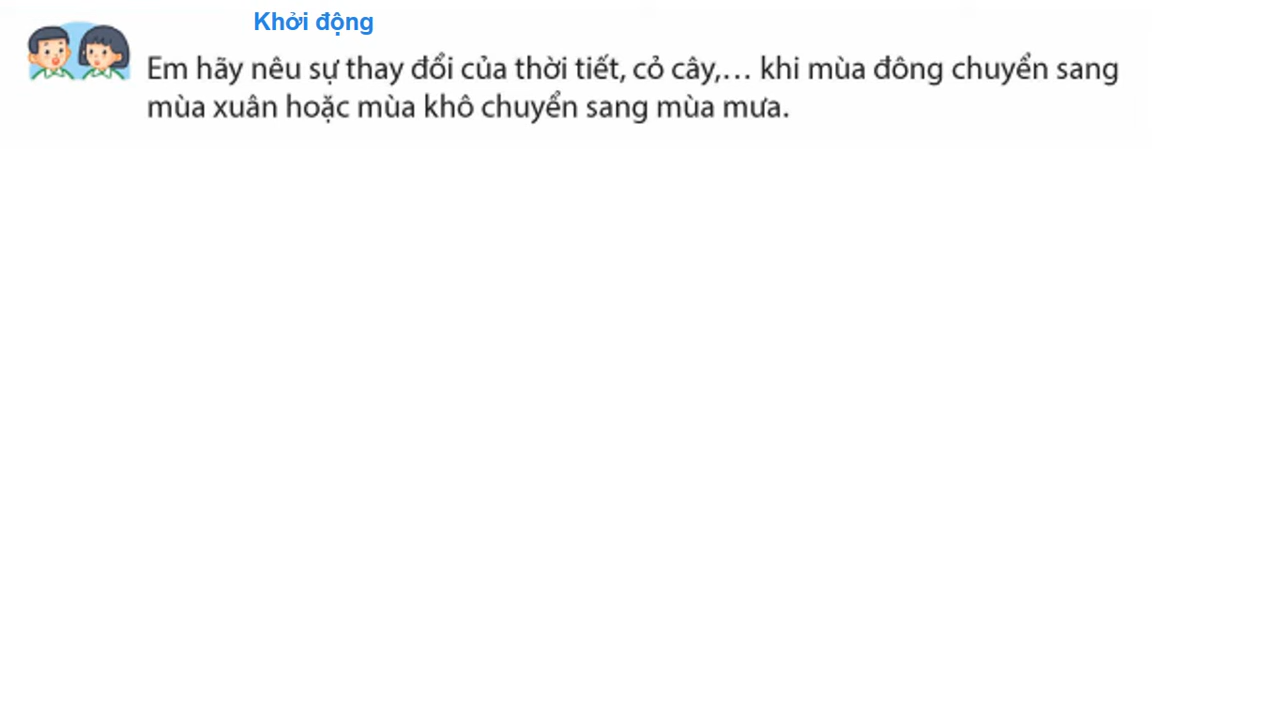 Khởi động
Em hãy nêu sự thay đổi của thời tiết, cỏ cây,... khi mùa đông chuyển sang
mùa xuân hoặc mùa khô chuyển sang mùa mưa.